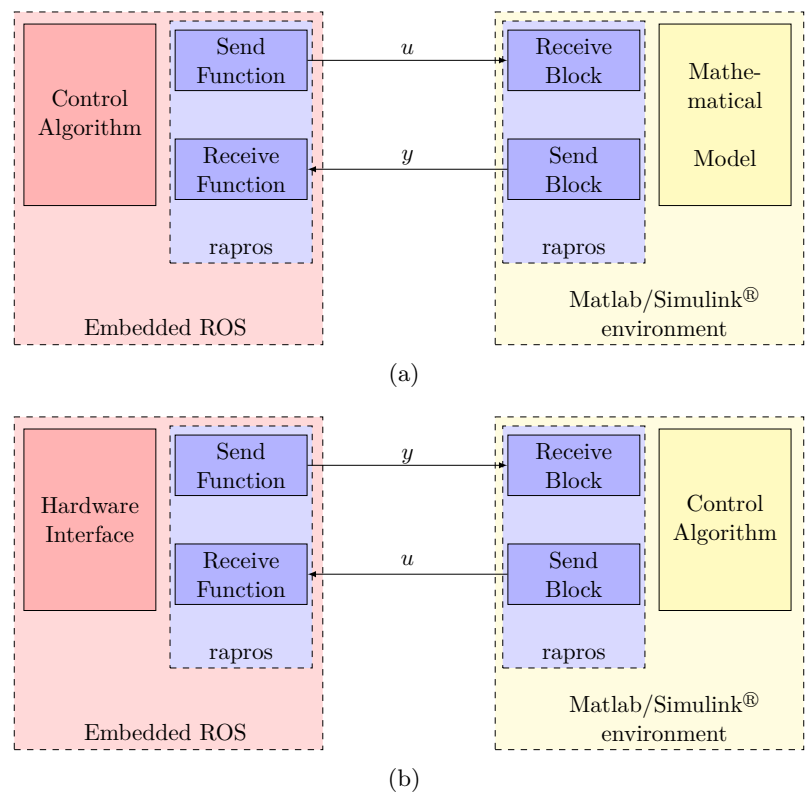 Control
Algorithm
Send
Function
Receive
Function
rapros
Embedded ROS
u
y
Receive
Block
Send
Block
rapros
Mathe-
matical
Model
Matlab/Simulink®
environment
(a)
Hardware
Interface
Send
Function
Receive
Function
rapros
Embedded ROS
y
u
Receive
Block
Send
Block
rapros
Control
Algorithm
Matlab/Simulink®
environment
(b)